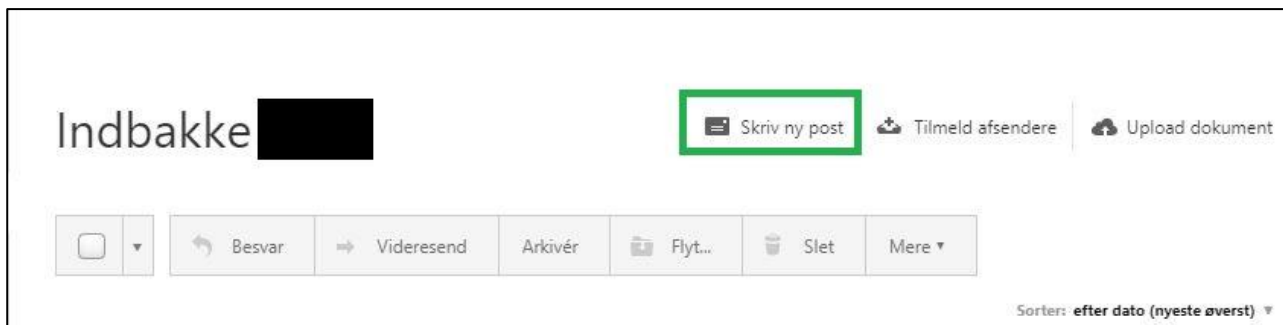 Indbakke
Skriv ny post Tilmeld afsendere Upload dokument
Besvar Videresend Arkivér Flyt... Slet Mere
Sorter: efter dato (nyeste øverst)